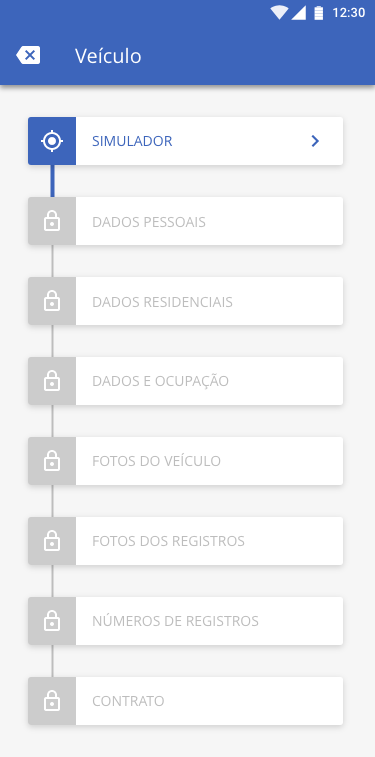 12:30
Veículo
SIMULADOR
DADOS PESSOAIS
DADOS RESIDENCIAIS
DADOS E OCUPAÇÃO
FOTOS DO VEÍCULO
FOTOS DOS REGISTROS
NÚMEROS DE REGISTROS
CONTRATO